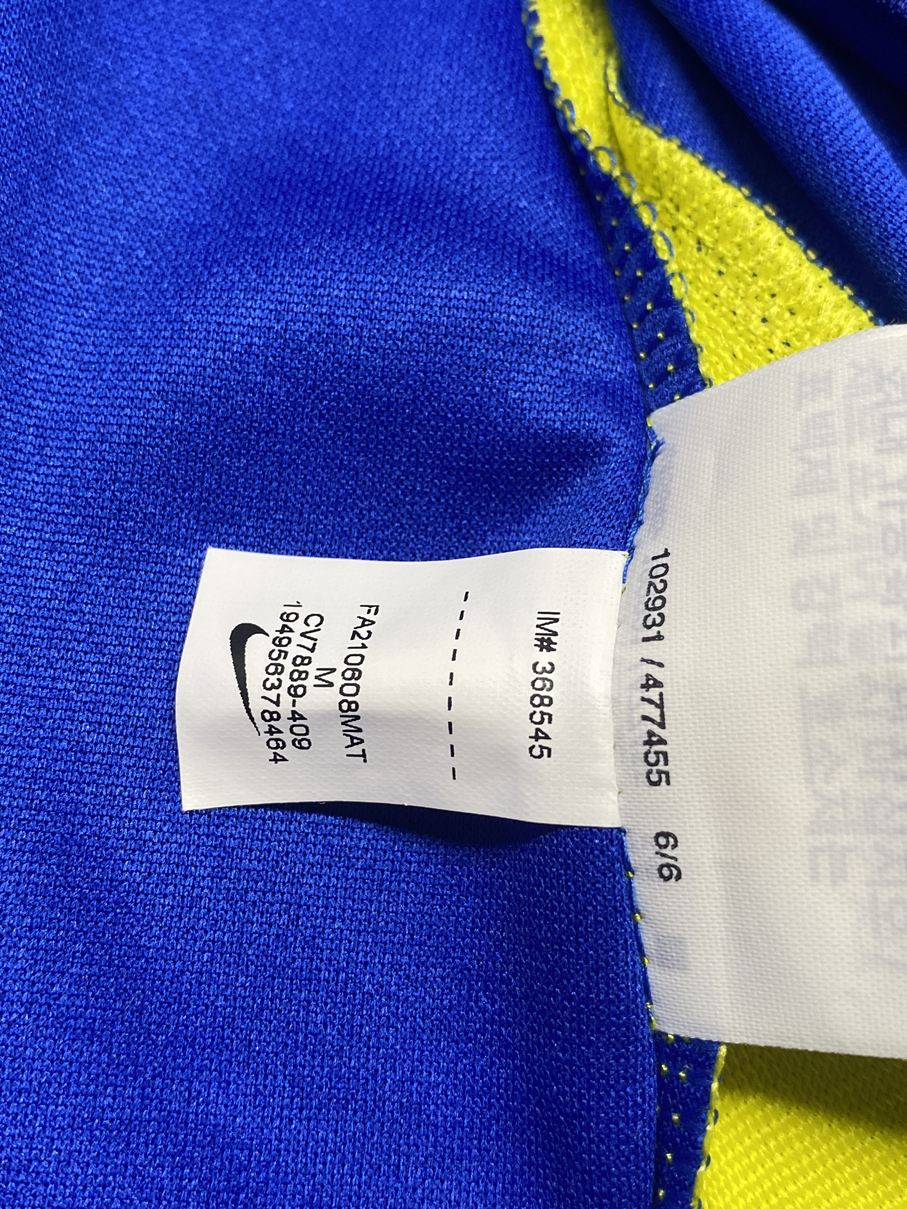 FA210608MAT
M
CV7889-409
194956378464
IM# 368545
102931 / 477455 6/6